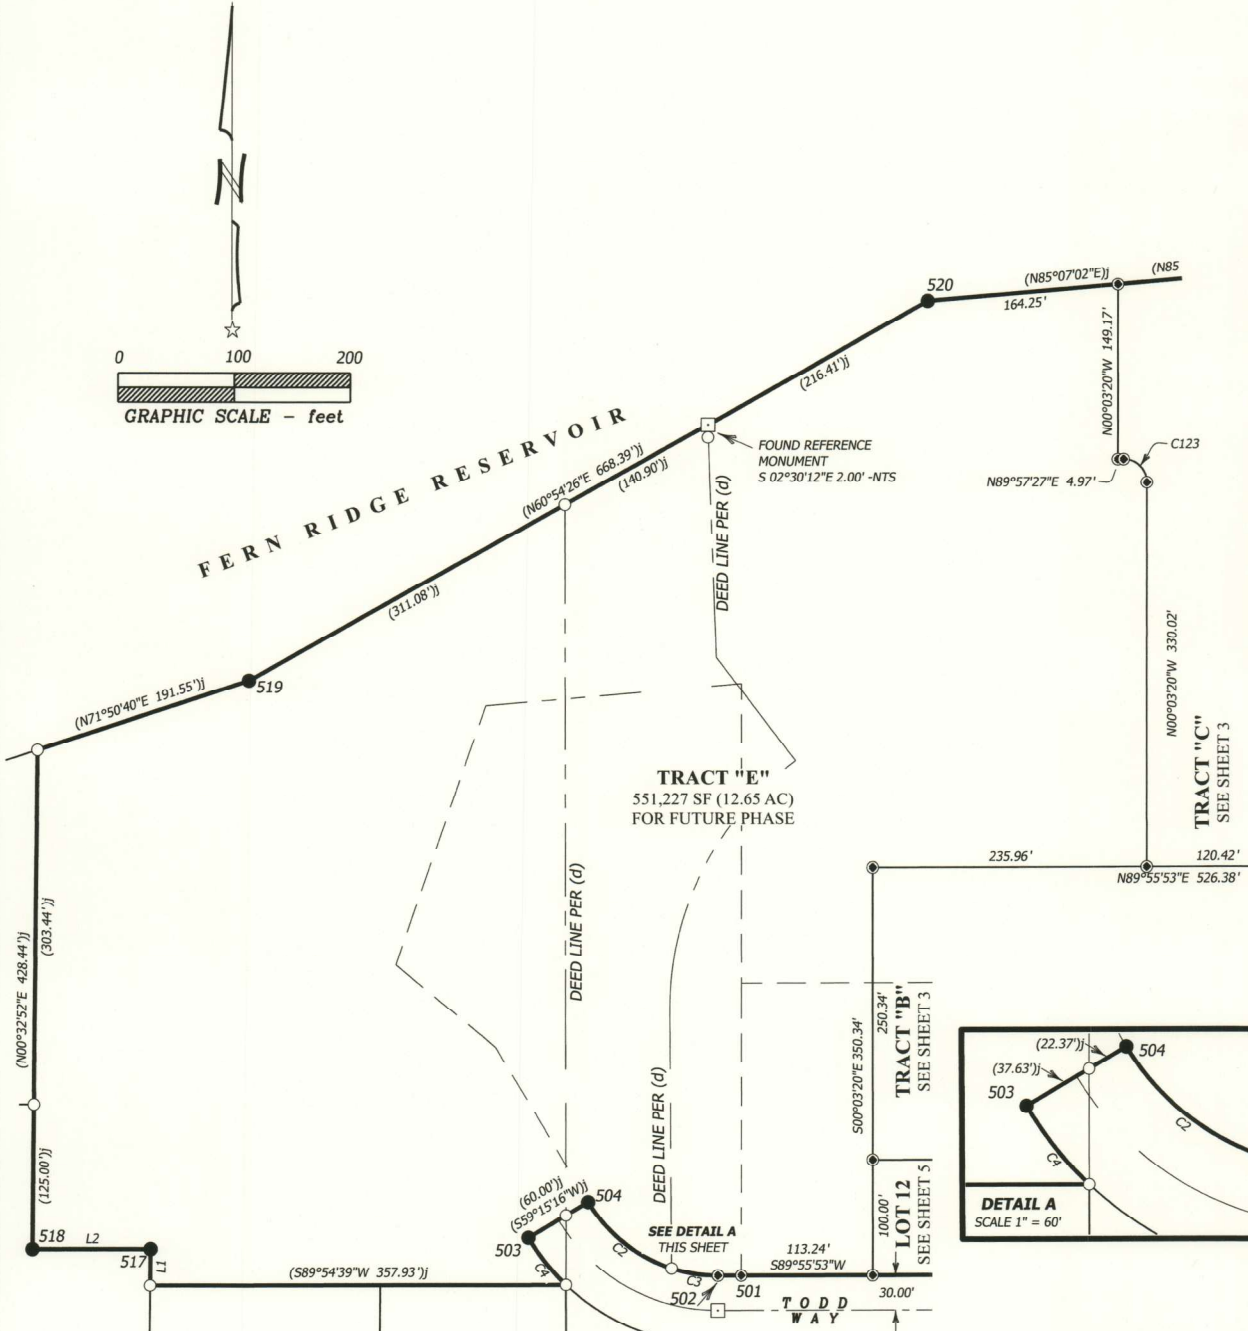 N
0 100 200
GRAPHIC SCALE - feet
FERN RIDGE RESERVOIR
520
(N85°07'02"E)j
(N85
164.25'
N00°03'20"W 149.17'
C123
N89°57'27"E 4.97'
(216.41')j
FOUND REFERENCE
MONUMENT
S 02°30'12"E 2.00' -NTS
(N60°54'26"E 668.39')j
(140.90')j
DEED LINE PER (d)
(311.08')j
(N71°50'40"E 191.55')j
519
N00°03'20"W 330.02'
TRACT "C"
SEE SHEET 3
TRACT "E"
551,227 SF (12.65 AC)
FOR FUTURE PHASE
235.96'
120.42'
N89°55'53"E 526.38'
DEED LINE PER (d)
(N00°32'52"E 428.44')j
(303.44')j
S00°03'20"E 350.34'
250.34'
TRACT "B"
SEE SHEET 3
DEED LINE PER (d)
(125.00')j
518
L2
517
L1
(S89°54'39"W 357.93')j
(60.00')j
(S59°15'16"W)j
504
503
C2
C4
SEE DETAIL A
THIS SHEET
C3
502
501
113.24'
S89°55'53"W
100.00'
LOT 12
SEE SHEET 5
30.00'
TODD
WAY
(22.37')j
504
(37.63')j
503
C2
C4
DETAIL A
SCALE 1" = 60'